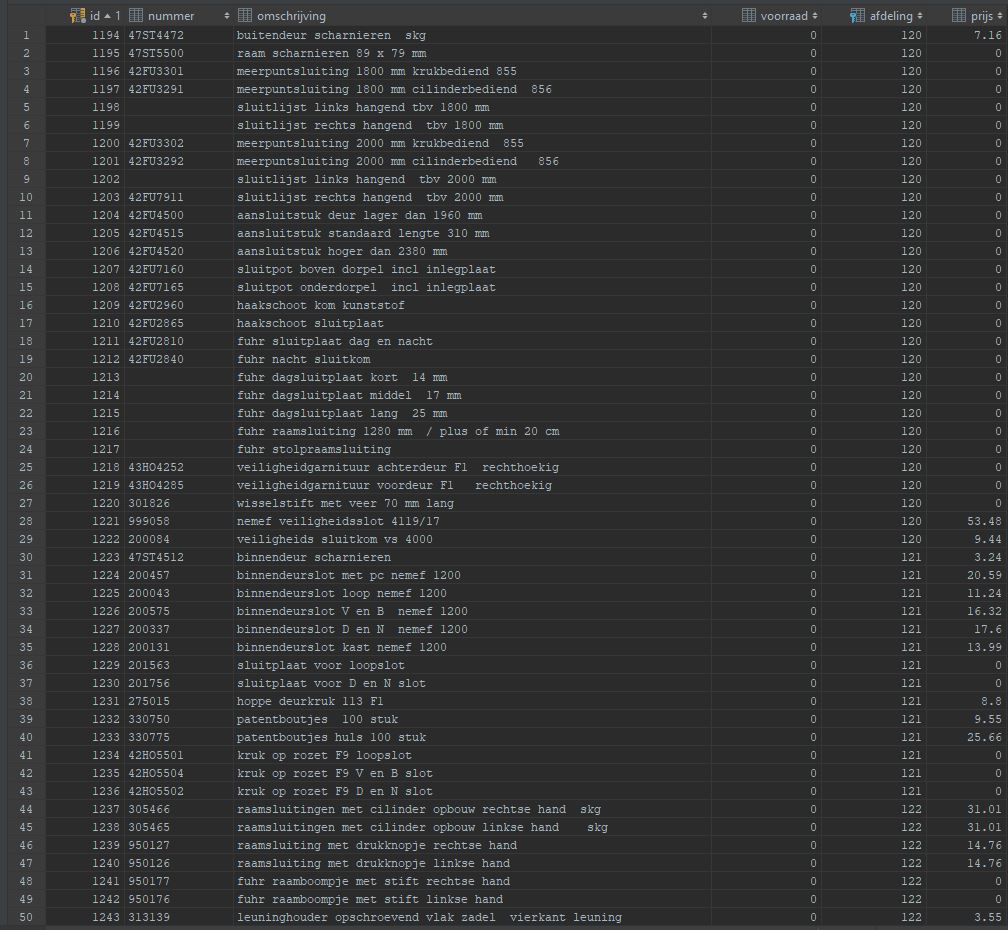 id 1 nummer omschrijving voorraad afdeling prijs
1 1194 47ST4472 buitendeur scharnieren  skg 0 120 7.16
2 1195 47ST5500 raam scharnieren 89 x 79 mm 0 120 0
3 1196 42FU3301 meerpuntsluiting 1800 mm krukbediend 855 0 120 0
4 1197 42FU3291 meerpuntsluiting 1800 mm cilinderbediend  856 0 120 0
5 1198 sluitlijst links hangend tbv 1800 mm 0 120 0
6 1199 sluitlijst rechts hangend  tbv 1800 mm 0 120 0
7 1200 42FU3302 meerpuntsluiting 2000 mm krukbediend  855 0 120 0
8 1201 42FU3292 meerpuntsluiting 2000 mm cilinderbediend   856 0 120 0
9 1202 sluitlijst links hangend  tbv 2000 mm 0 120 0
10 1203 42FU7911 sluitlijst rechts hangend  tbv 2000 mm 0 120 0
11 1204 42FU4500 aansluitstuk deur lager dan 1960 mm 0 120 0
12 1205 42FU4515 aansluitstuk standaard lengte 310 mm 0 120 0
13 1206 42FU4520 aansluitstuk hoger dan 2380 mm 0 120 0
14 1207 42FU7160 sluitpot boven dorpel incl inlegplaat 0 120 0
15 1208 42FU7165 sluitpot onderdorpel  incl inlegplaat 0 120 0
16 1209 42FU2960 haakschoot kom kunststof 0 120 0
17 1210 42FU2865 haakschoot sluitplaat 0 120 0
18 1211 42FU2810 fuhr sluitplaat dag en nacht 0 120 0
19 1212 42FU2840 fuhr nacht sluitkom 0 120 0
20 1213 fuhr dagsluitplaat kort  14 mm 0 120 0
21 1214 fuhr dagsluitplaat middel  17 mm 0 120 0
22 1215 fuhr dagsluitplaat lang  25 mm 0 120 0
23 1216 fuhr raamsluiting 1280 mm  / plus of min 20 cm 0 120 0
24 1217 fuhr stolpraamsluiting 0 120 0
25 1218 43HO4252 veiligheidgarnituur achterdeur F1  rechthoekig 0 120 0
26 1219 43HO4285 veiligheidgarnituur voordeur F1   rechthoekig 0 120 0
27 1220 301826 wisselstift met veer 70 mm lang 0 120 0
28 1221 999058 nemef veiligheidsslot 4119/17 0 120 53.48
29 1222 200084 veiligheids sluitkom vs 4000 0 120 9.44
30 1223 47ST4512 binnendeur scharnieren 0 121 3.24
31 1224 200457 binnendeurslot met pc nemef 1200 0 121 20.59
32 1225 200043 binnendeurslot loop nemef 1200 0 121 11.24
33 1226 200575 binnendeurslot V en B  nemef 1200 0 121 16.32
34 1227 200337 binnendeurslot D en N  nemef 1200 0 121 17.6
35 1228 200131 binnendeurslot kast nemef 1200 0 121 13.99
36 1229 201563 sluitplaat voor loopslot 0 121 0
37 1230 201756 sluitplaat voor D en N slot 0 121 0
38 1231 275015 hoppe deurkruk 113 F1 0 121 8.8
39 1232 330750 patentboutjes  100 stuk 0 121 9.55
40 1233 330775 patentboutjes huls 100 stuk 0 121 25.66
41 1234 42HO5501 kruk op rozet F9 loopslot 0 121 0
42 1235 42HO5504 kruk op rozet F9 V en B slot 0 121 0
43 1236 42HO5502 kruk op rozet F9 D en N slot 0 121 0
44 1237 305466 raamsluitingen met cilinder opbouw rechtse hand  skg 0 122 31.01
45 1238 305465 raamsluitingen met cilinder opbouw linkse hand    skg 0 122 31.01
46 1239 950127 raamsluiting met drukknopje rechtse hand 0 122 14.76
47 1240 950126 raamsluiting met drukknopje linkse hand 0 122 14.76
48 1241 950177 fuhr raamboompje met stift rechtse hand 0 122 0
49 1242 950176 fuhr raamboompje met stift linkse hand 0 122 0
50 1243 313139 leuninghouder opschroevend vlak zadel  vierkant leuning 0 122 3.55